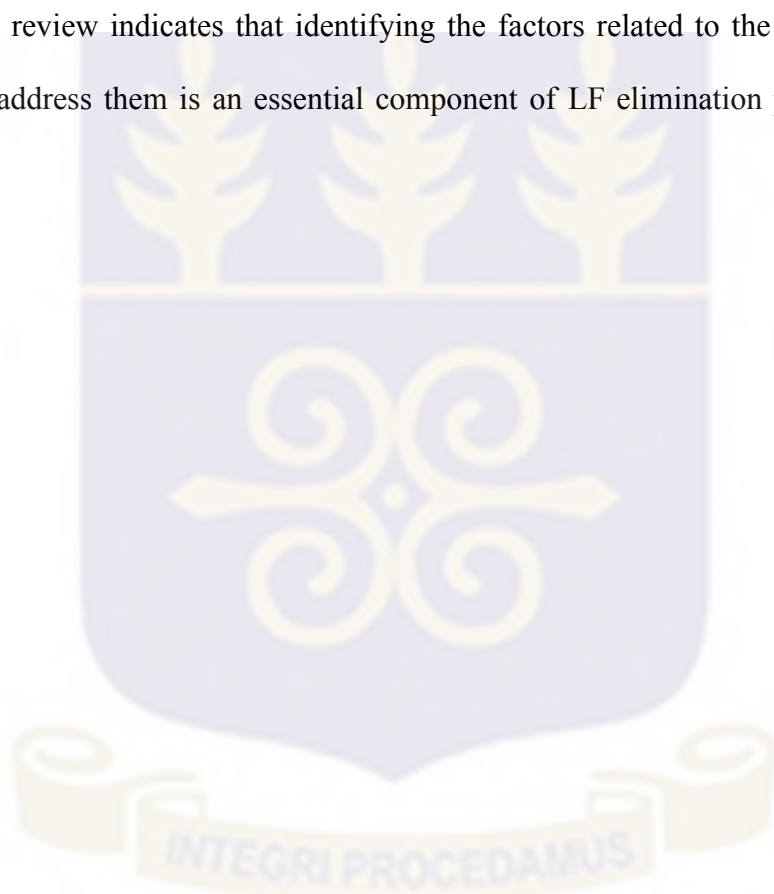 review indicates that identifying the factors related to the
address them is an essential component of LF elimination
INTEGRI PROCEDAMUS